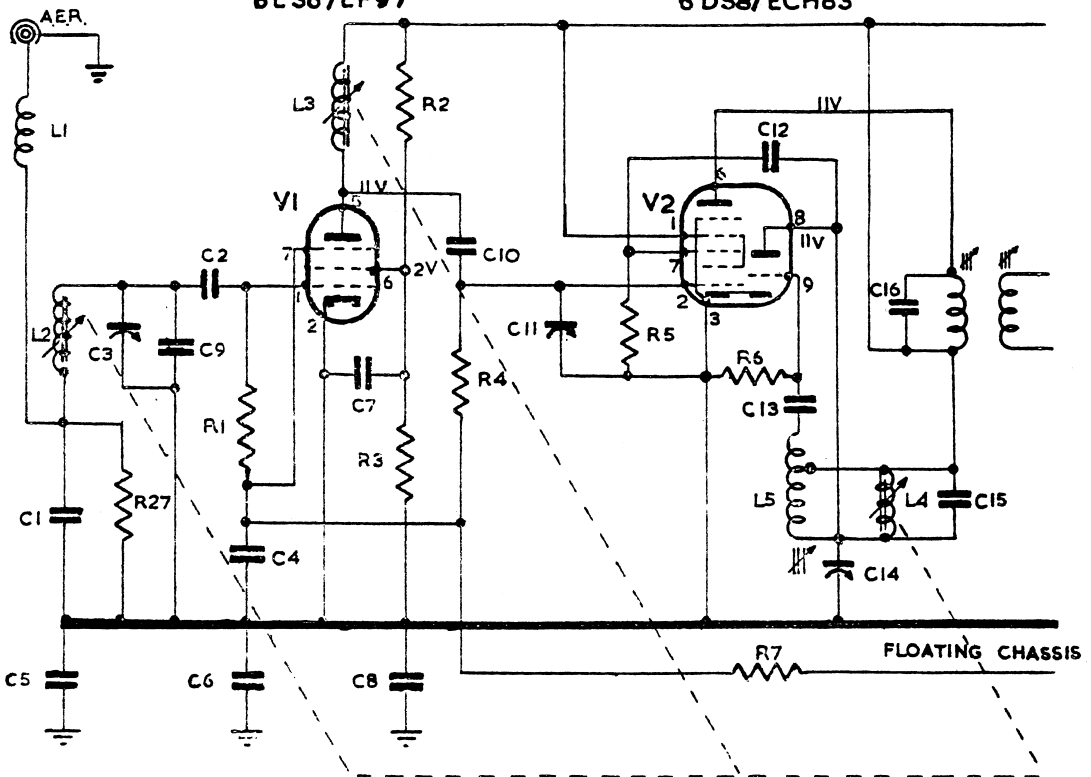 6DS8/ECH83
A.E.R.
L1
L3
R2
11V
C12
V1
11V
5
V2
6
1
8
11V
C2
7
C10
7
2V
6
9
1
2
C16
L2
C3
C9
2
C11
R5
3
R6
C7
R4
C13
R1
R3
L5
L4
C15
R27
C1
C4
C14
FLOATING CHASSIS
R7
C5
C6
C8